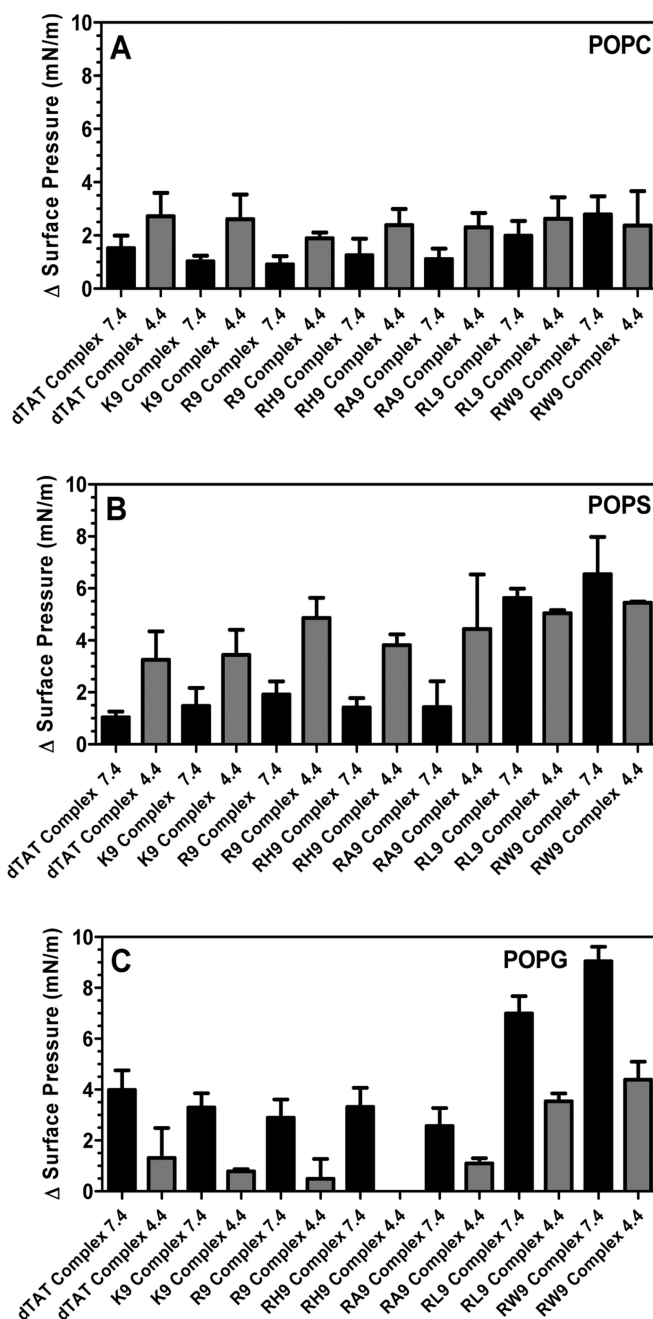 A
POPC
Δ Surface Pressure (mN/m)
10
8
6
4
2
0
dTAT Complex 7.4
dTAT Complex 4.4
K9 Complex 7.4
K9 Complex 4.4
R9 Complex 7.4
R9 Complex 4.4
RH9 Complex 7.4
RH9 Complex 4.4
RA9 Complex 7.4
RA9 Complex 4.4
RL9 Complex 7.4
RL9 Complex 4.4
RW9 Complex 7.4
RW9 Complex 4.4
B
POPS
Δ Surface Pressure (mN/m)
10
8
6
4
2
0
dTAT Complex 7.4
dTAT Complex 4.4
K9 Complex 7.4
K9 Complex 4.4
R9 Complex 7.4
R9 Complex 4.4
RH9 Complex 7.4
RH9 Complex 4.4
RA9 Complex 7.4
RA9 Complex 4.4
RL9 Complex 7.4
RL9 Complex 4.4
RW9 Complex 7.4
RW9 Complex 4.4
C
POPG
Δ Surface Pressure (mN/m)
10
8
6
4
2
0
dTAT Complex 7.4
dTAT Complex 4.4
K9 Complex 7.4
K9 Complex 4.4
R9 Complex 7.4
R9 Complex 4.4
RH9 Complex 7.4
RH9 Complex 4.4
RA9 Complex 7.4
RA9 Complex 4.4
RL9 Complex 7.4
RL9 Complex 4.4
RW9 Complex 7.4
RW9 Complex 4.4